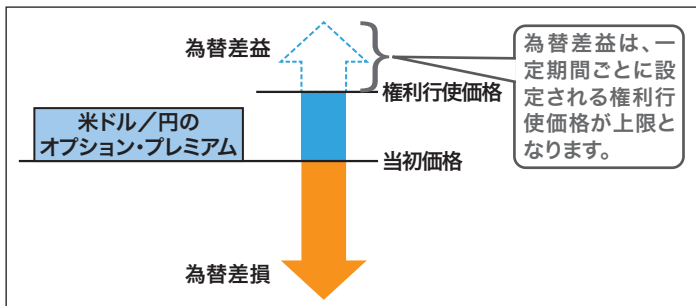 為替差益
権利行使価格
米ドル／円の
オプション・プレミアム
当初価格
為替差損
為替差益は、一
定期間ごとに設
定される権利行
使価格が上限と
なります。